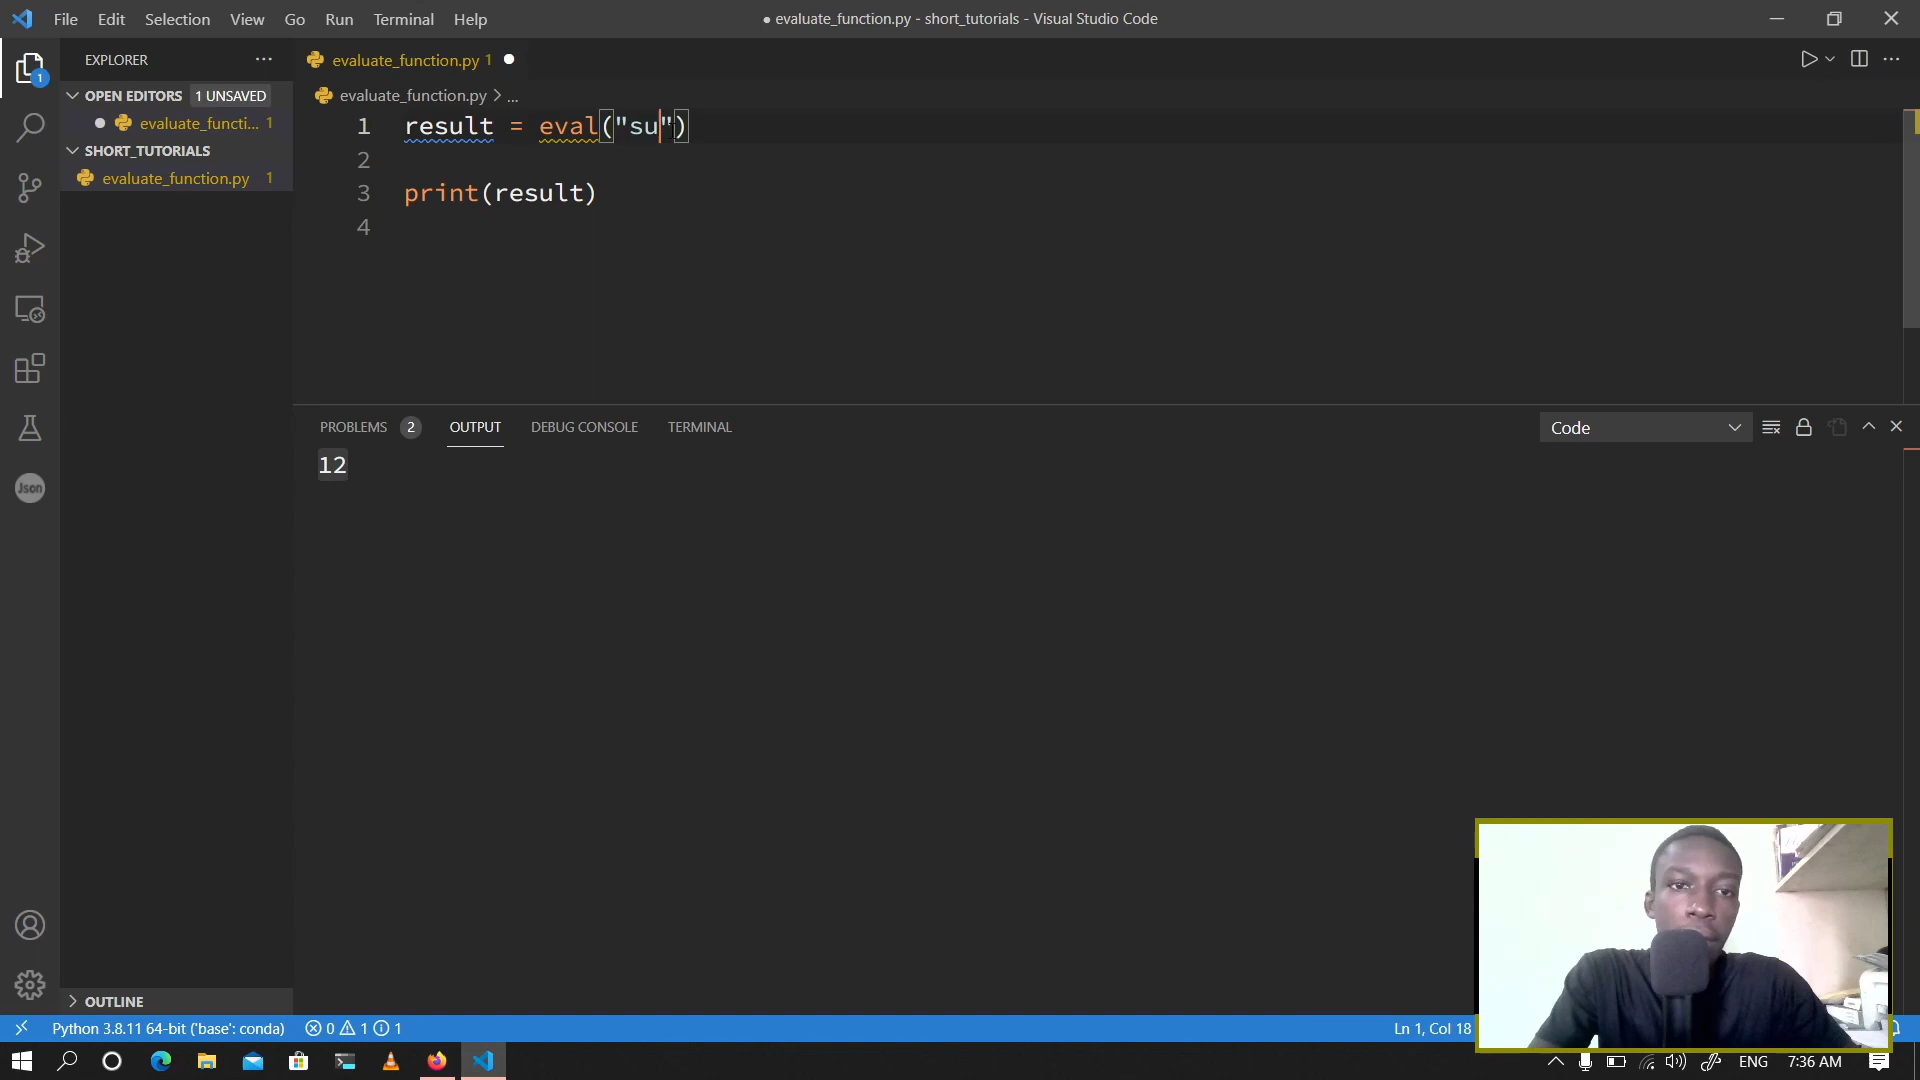 File Edit Selection View Go Run Terminal Help
● evaluate_function.py - short_tutorials - Visual Studio Code
EXPLORER ...
evaluate_function.py 1
1
OPEN EDITORS 1 UNSAVED
evaluate_function.py > ...
evaluate_functi... 1
SHORT_TUTORIALS
evaluate_function.py 1
1 result = eval("su")
2
3 print(result)
4
PROBLEMS 2 OUTPUT DEBUG CONSOLE TERMINAL
Code
12
Json
OUTLINE
Python 3.8.11 64-bit ('base': conda) 0 1 1
Ln 1, Col 18
ENG 7:36 AM